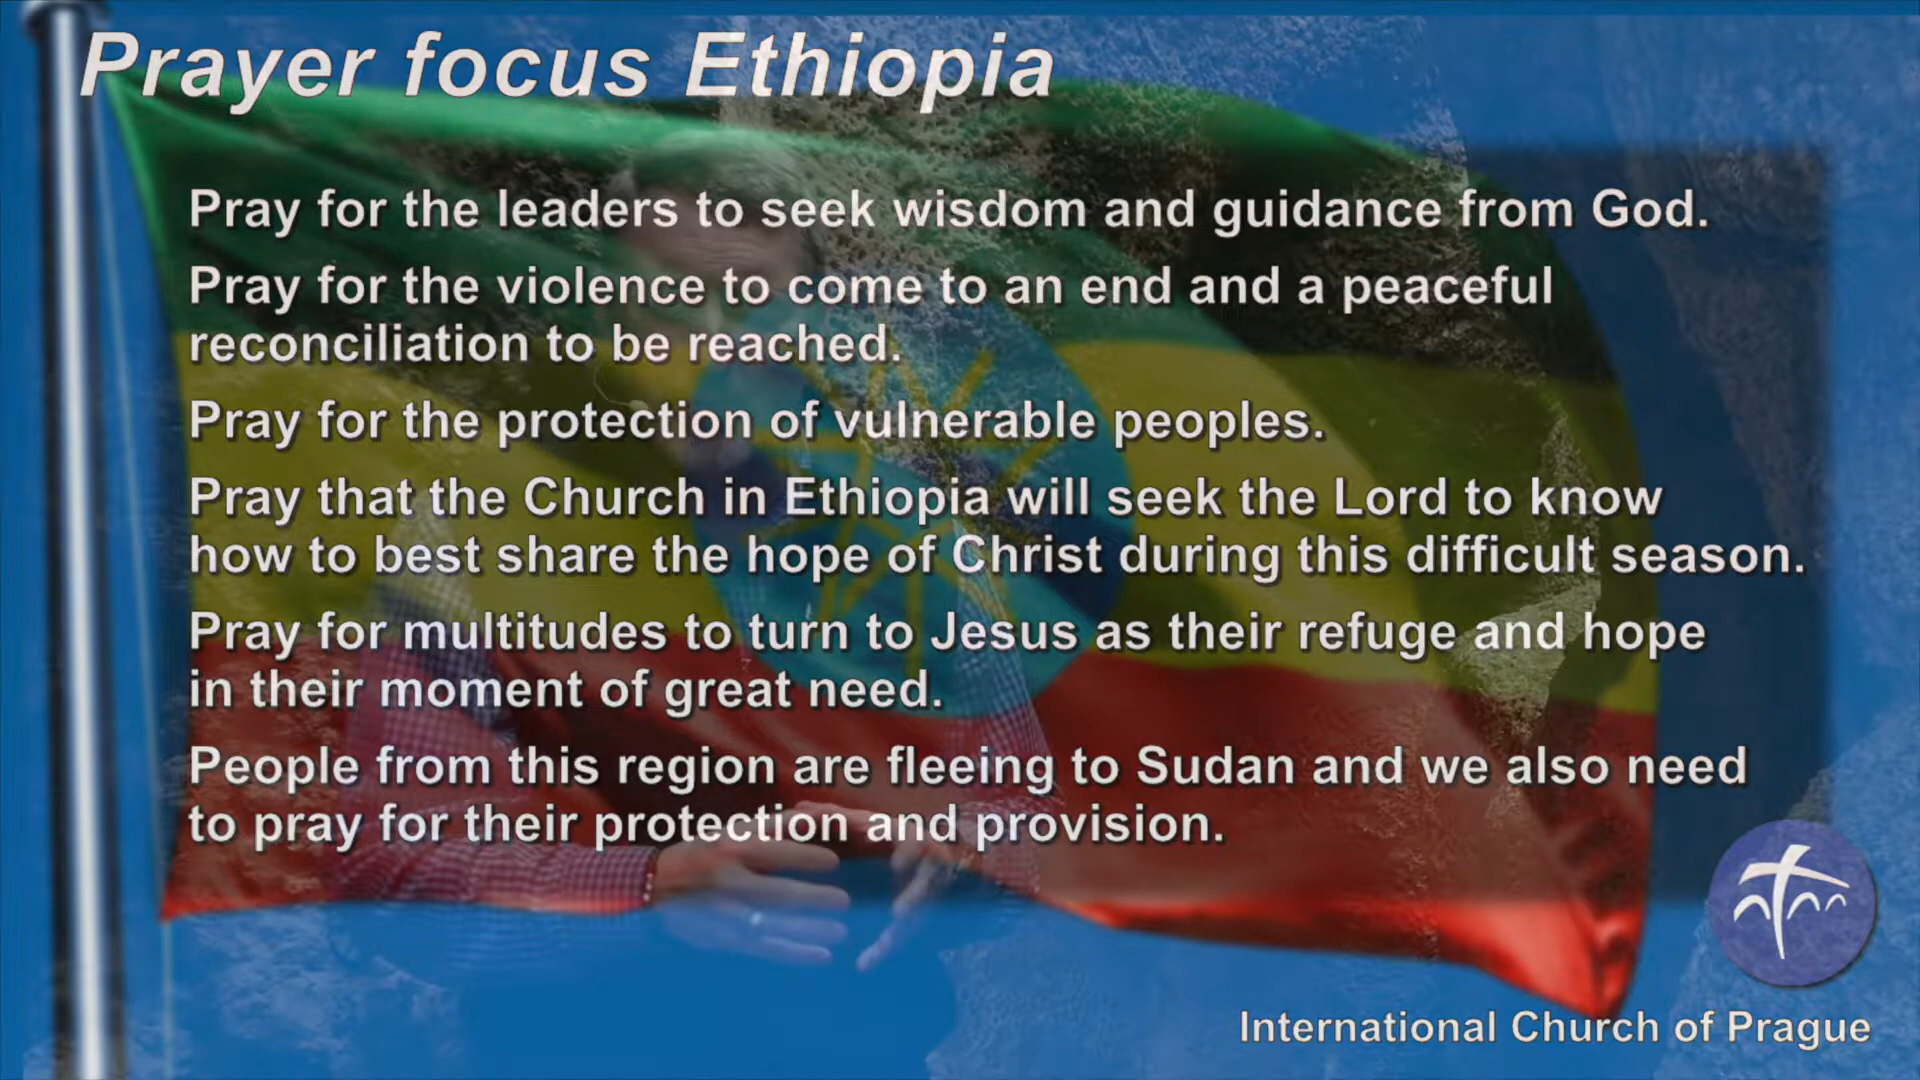 Prayer focus Ethiopia
Pray for the leaders to seek wisdom and guidance from God.
Pray for the violence to come to an end and a peaceful
reconciliation to be reached.
Pray for the protection of vulnerable peoples.
Pray that the Church in Ethiopia will seek the Lord to know
how to best share the hope of Christ during this difficult season.
Pray for multitudes to turn to Jesus as their refuge and hope
in their moment of great need.
People from this region are fleeing to Sudan and we also need
to pray for their protection and provision.
International Church of Prague